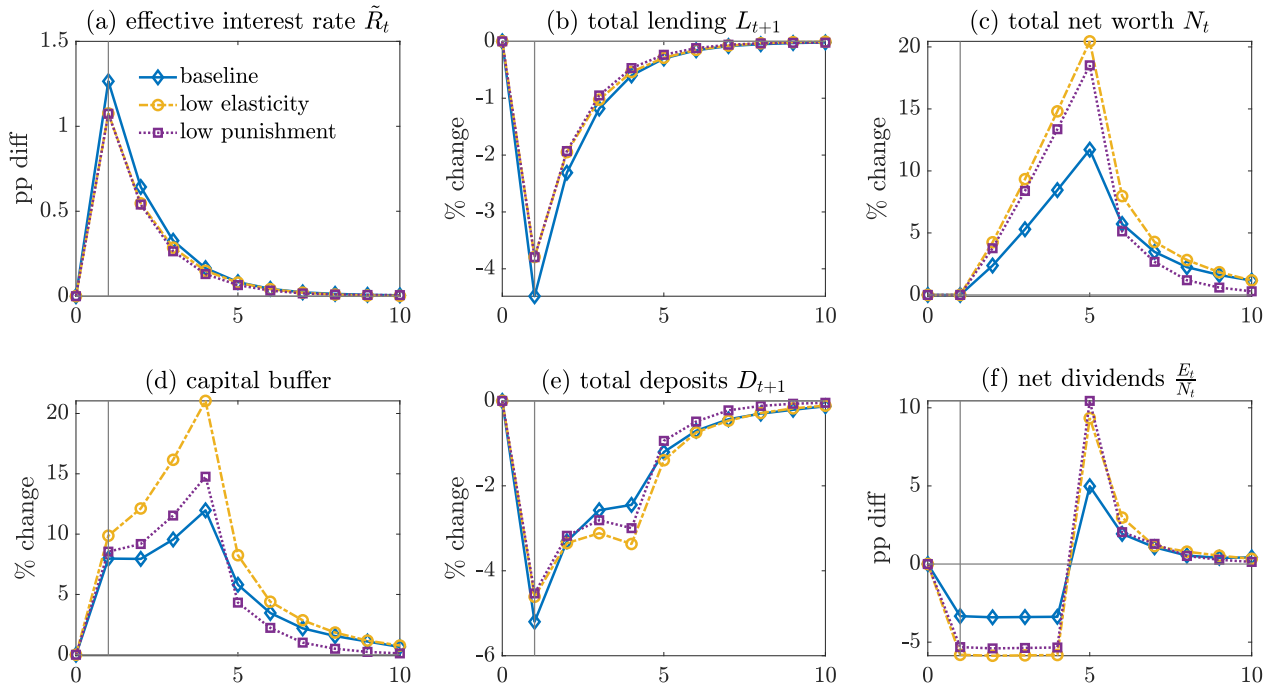 (a) effective interest rate R̃_t
1.5
1
0.5
0
pp diff
baseline
low elasticity
low punishment
0 5 10
(b) total lending L_{t+1}
0
-1
-2
-3
-4
% change
0 5 10
(c) total net worth N_t
20
15
10
5
0
% change
0 5 10
(d) capital buffer
20
15
10
5
0
% change
0 5 10
(e) total deposits D_{t+1}
0
-2
-4
-6
% change
0 5 10
(f) net dividends E_t/N_t
10
5
0
-5
pp diff
0 5 10